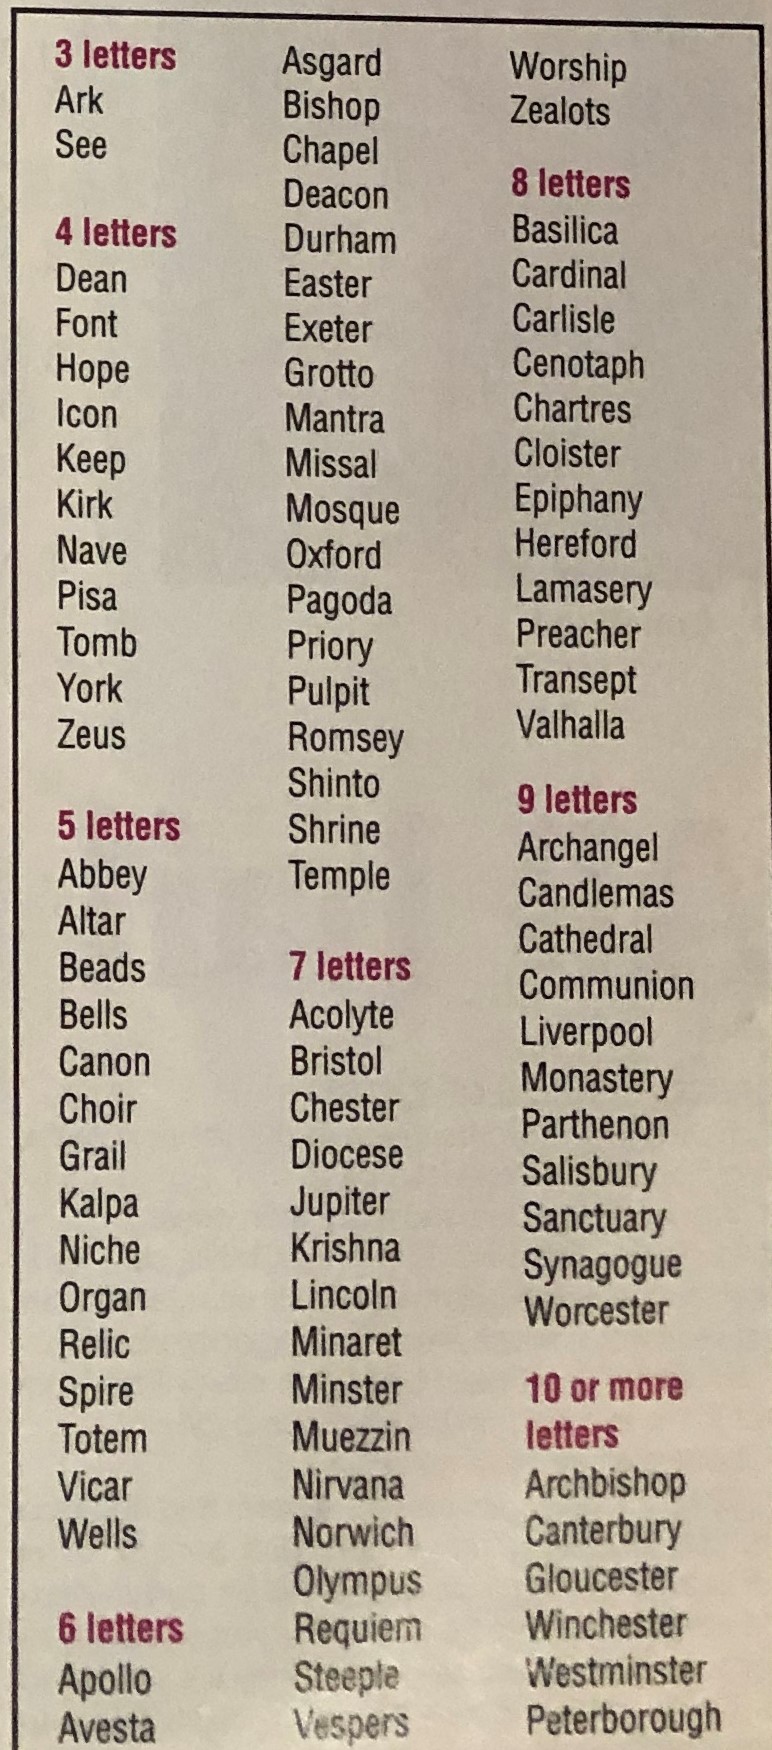 3 letters
Ark
See
4 letters
Dean
Font
Hope
Icon
Keep
Kirk
Nave
Pisa
Tomb
York
Zeus
5 letters
Abbey
Altar
Beads
Bells
Canon
Choir
Grail
Kalpa
Niche
Organ
Relic
Spire
Totem
Vicar
Wells
6 letters
Apollo
Avesta
Asgard
Bishop
Chapel
Deacon
Durham
Easter
Exeter
Grotto
Mantra
Missal
Mosque
Oxford
Pagoda
Priory
Pulpit
Romsey
Shinto
Shrine
Temple
7 letters
Acolyte
Bristol
Chester
Diocese
Jupiter
Krishna
Lincoln
Minaret
Minster
Muezzin
Nirvana
Norwich
Olympus
Requiem
Steeple
Vespers
Worship
Zealots
8 letters
Basilica
Cardinal
Carlisle
Cenotaph
Chartres
Cloister
Epiphany
Hereford
Lamasery
Preacher
Transept
Valhalla
9 letters
Archangel
Candlemas
Cathedral
Communion
Liverpool
Monastery
Parthenon
Salisbury
Sanctuary
Synagogue
Worcester
10 or more
letters
Archbishop
Canterbury
Gloucester
Winchester
Westminster
Peterborough